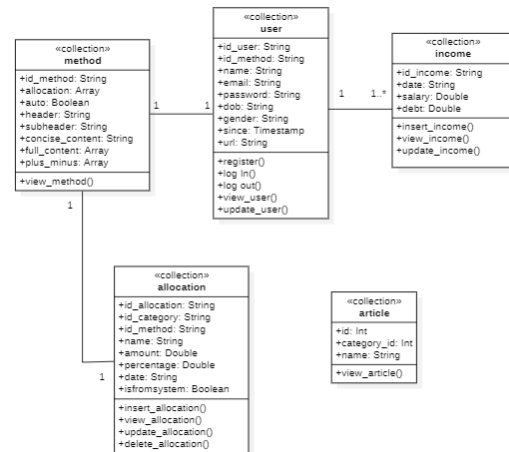 «collection»
method
+id_method: String
+allocation: Array
+auto: Boolean
+header: String
+subheader: String
+concise_content: String
+full_content: Array
+plus_minus: Array
+view_method()
1
1
«collection»
user
+id_user: String
+id_method: String
+name: String
+email: String
+password: String
+dob: String
+gender: String
+since: Timestamp
+url: String
+register()
+log In()
+log out()
+view_user()
+update_user()
1
1..*
«collection»
income
+id_income: String
+date: String
+salary: Double
+debt: Double
+insert_income()
+view_income()
+update_income()
1
1
«collection»
allocation
+id_allocation: String
+id_category: String
+id_method: String
+name: String
+amount: Double
+percentage: Double
+date: String
+isfromsystem: Boolean
+insert_allocation()
+view_allocation()
+update_allocation()
+delete_allocation()
«collection»
article
+id: Int
+category_id: Int
+name: String
+view_article()